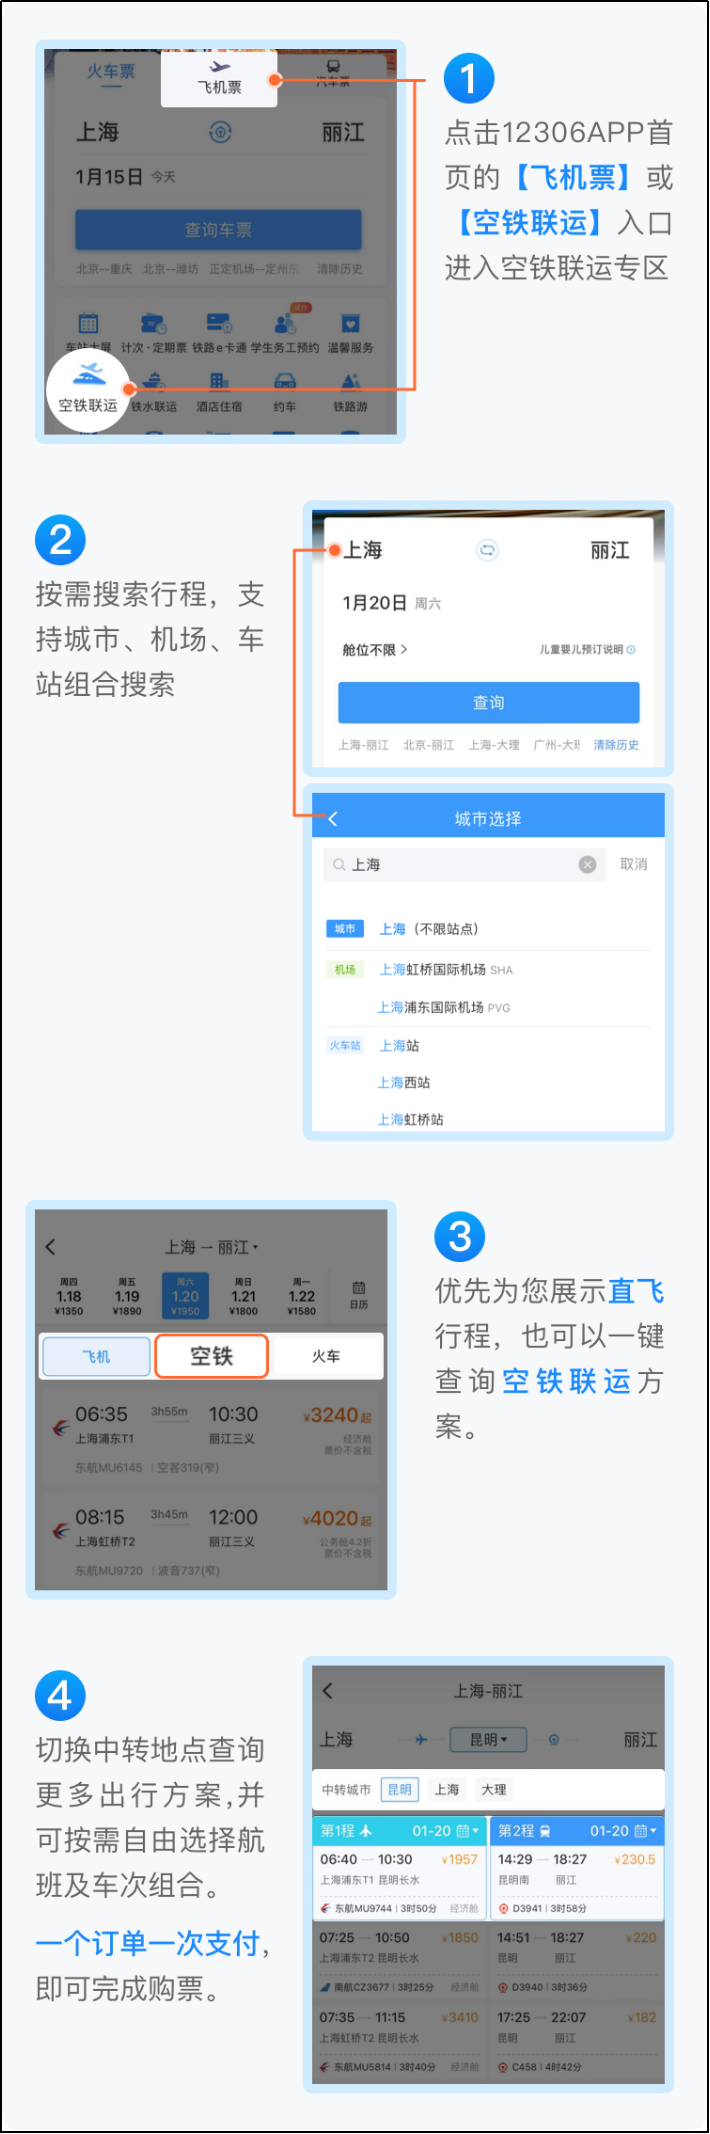 火车票
飞机票
汽车票
上海
丽江
1月15日 今天
查询车票
北京--重庆 北京--潍坊 正定机场--定州东 清除历史
车站大屏 计次·定期票 铁路e卡通 学生务工预约 温馨服务
空铁联运 铁水联运 酒店住宿 约车 铁路游
1
点击12306APP首
页的【飞机票】或
【空铁联运】入口
进入空铁联运专区
2
按需搜索行程，支
持城市、机场、车
站组合搜索
上海
丽江
1月20日 周六
舱位不限 >
儿童婴儿预订说明
查询
上海-丽江 北京-丽江 上海-大理 广州-大理 清除历史
城市选择
上海
取消
城市 上海（不限站点）
机场 上海虹桥国际机场 SHA
上海浦东国际机场 PVG
火车站 上海站
上海西站
上海虹桥站
上海 — 丽江
周四 周五 周六 周日 周一
1.18 1.19 1.20 1.21 1.22
¥1350 ¥1890 ¥1950 ¥1800 ¥1580
日历
飞机 空铁 火车
06:35 3h55m 10:30 ¥3240起
上海浦东T1 丽江三义 经济舱
票价不含税
东航MU6145 | 空客319(窄)
08:15 3h45m 12:00 ¥4020起
上海虹桥T2 丽江三义 公务舱4.2折
票价不含税
东航MU9720 | 波音737(窄)
3
优先为您展示直飞
行程，也可以一键
查询空铁联运方
案。
4
切换中转地点查询
更多出行方案,并
可按需自由选择航
班及车次组合。
一个订单一次支付，
即可完成购票。
上海-丽江
上海 昆明 丽江
中转城市 昆明 上海 大理
第1程 01-20 第2程 01-20
06:40 — 10:30 ¥1957 14:29 — 18:27 ¥230.5
上海浦东T1 昆明长水 昆明南 丽江
东航MU9744 | 3时50分 经济舱 D3941 | 3时58分
07:25 — 10:50 ¥1850 14:51 — 18:27 ¥220
上海浦东T2 昆明长水 昆明 丽江
南航CZ3677 | 3时25分 经济舱 D3940 | 3时36分
07:35 — 11:15 ¥3410 17:25 — 22:07 ¥182
上海虹桥T2 昆明长水 昆明 丽江
东航MU5814 | 3时40分 经济舱 C458 | 4时42分